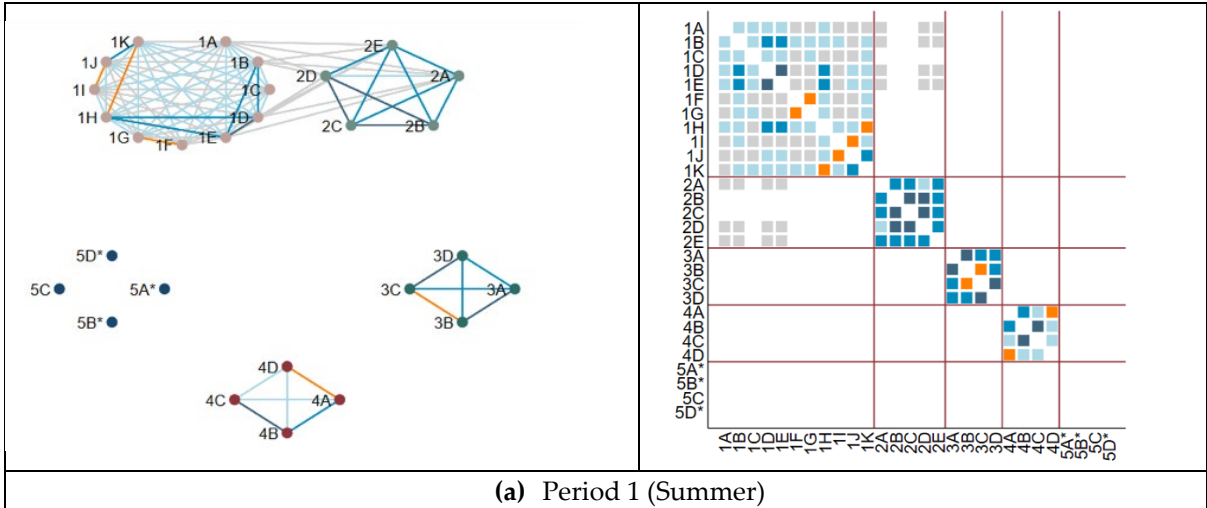 1K 1A
2E
1J 1B
2D 2A
1I 1C
1H 1D
2C 2B
1G 1F 1E
5D* 3D
5C 5A* 3C 3A
5B* 3B
4D
4C 4A
4B
1A
1B
1C
1D
1E
1F
1G
1H
1I
1J
1K
2A
2B
2C
2D
2E
3A
3B
3C
3D
4A
4B
4C
4D
5A*
5B*
5C
5D*
1A 1B 1C 1D 1E 1F 1G 1H 1I 1J 1K 2A 2B 2C 2D 2E 3A 3B 3C 3D 4A 4B 4C 4D 5A* 5B* 5C 5D*
(a) Period 1 (Summer)